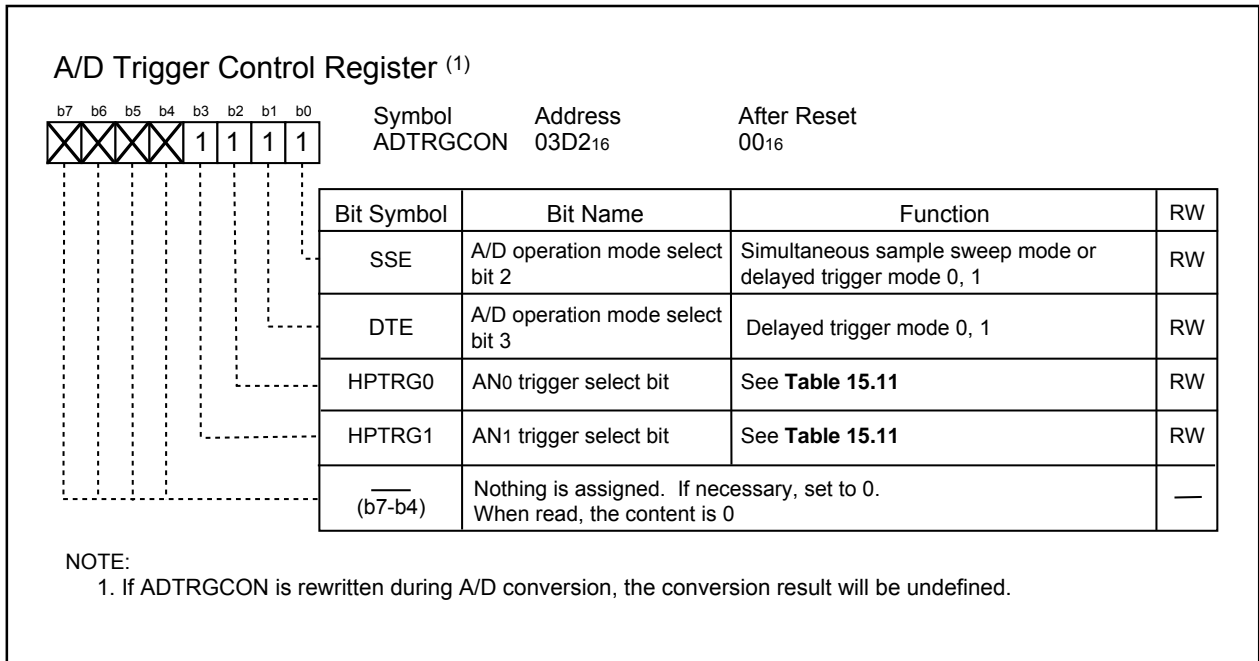 A/D Trigger Control Register (1)
b7 b6 b5 b4 b3 b2 b1 b0
1 1 1 1
Symbol Address After Reset
ADTRGCON 03D216 0016
Bit Symbol Bit Name Function RW
SSE A/D operation mode select bit 2 Simultaneous sample sweep mode or delayed trigger mode 0, 1 RW
DTE A/D operation mode select bit 3 Delayed trigger mode 0, 1 RW
HPTRG0 AN0 trigger select bit See Table 15.11 RW
HPTRG1 AN1 trigger select bit See Table 15.11 RW
— (b7-b4) Nothing is assigned. If necessary, set to 0. When read, the content is 0 —
NOTE:
1. If ADTRGCON is rewritten during A/D conversion, the conversion result will be undefined.